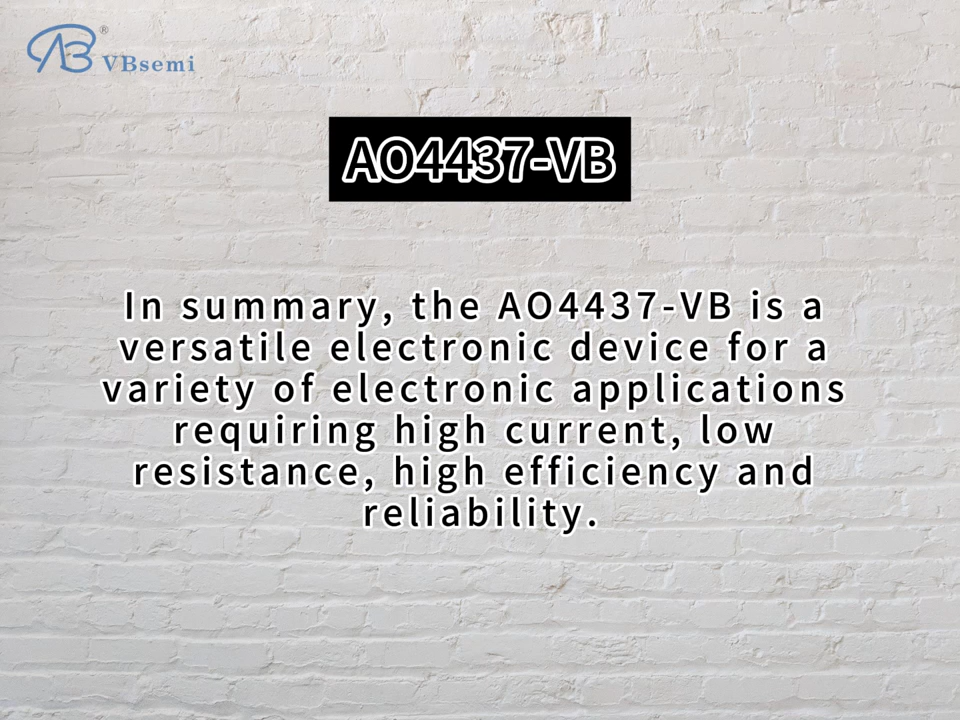 VBsemi
®
AO4437-VB
In summary, the AO4437-VB is a
versatile electronic device for a
variety of electronic applications
requiring high current, low
resistance, high efficiency and
reliability.